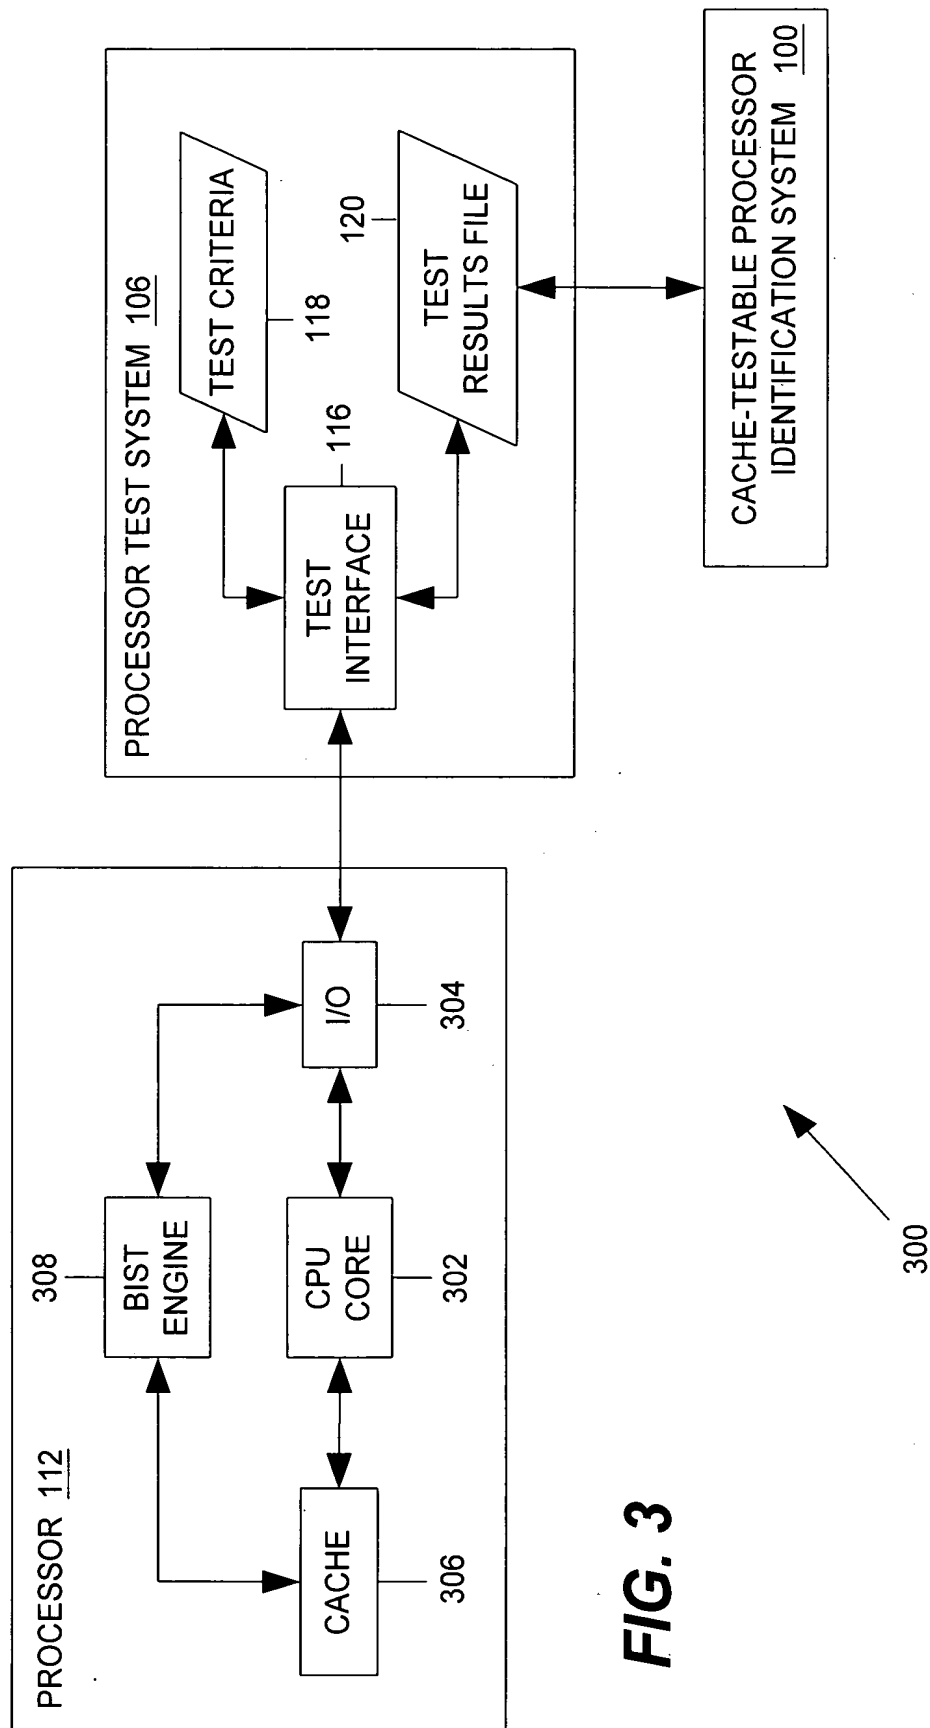 PROCESSOR 112
308
BIST
ENGINE
CACHE
306
CPU
CORE
302
I/O
304
PROCESSOR TEST SYSTEM 106
TEST
INTERFACE
116
TEST CRITERIA
118
120
TEST
RESULTS FILE
CACHE-TESTABLE PROCESSOR
IDENTIFICATION SYSTEM 100
300
FIG. 3